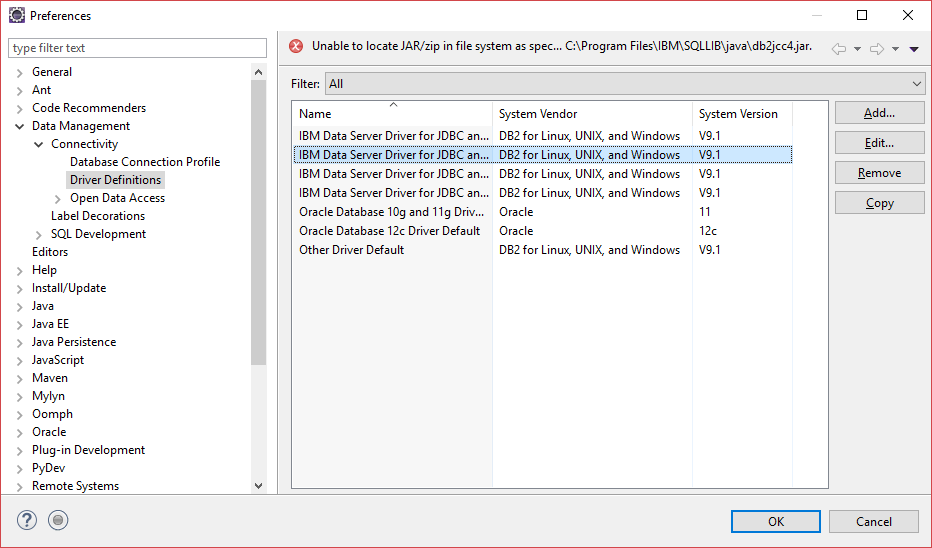 Preferences
type filter text
General
Ant
Code Recommenders
Data Management
Connectivity
Database Connection Profile
Driver Definitions
Open Data Access
Label Decorations
SQL Development
Editors
Help
Install/Update
Java
Java EE
Java Persistence
JavaScript
Maven
Mylyn
Oomph
Oracle
Plug-in Development
PyDev
Remote Systems
Unable to locate JAR/zip in file system as spec... C:\Program Files\IBM\SQLLIB\java\db2jcc4.jar.
Filter: All
Name System Vendor System Version
IBM Data Server Driver for JDBC an... DB2 for Linux, UNIX, and Windows V9.1
IBM Data Server Driver for JDBC an... DB2 for Linux, UNIX, and Windows V9.1
IBM Data Server Driver for JDBC an... DB2 for Linux, UNIX, and Windows V9.1
IBM Data Server Driver for JDBC an... DB2 for Linux, UNIX, and Windows V9.1
Oracle Database 10g and 11g Driv... Oracle 11
Oracle Database 12c Driver Default Oracle 12c
Other Driver Default DB2 for Linux, UNIX, and Windows V9.1
Add...
Edit...
Remove
Copy
?
OK Cancel